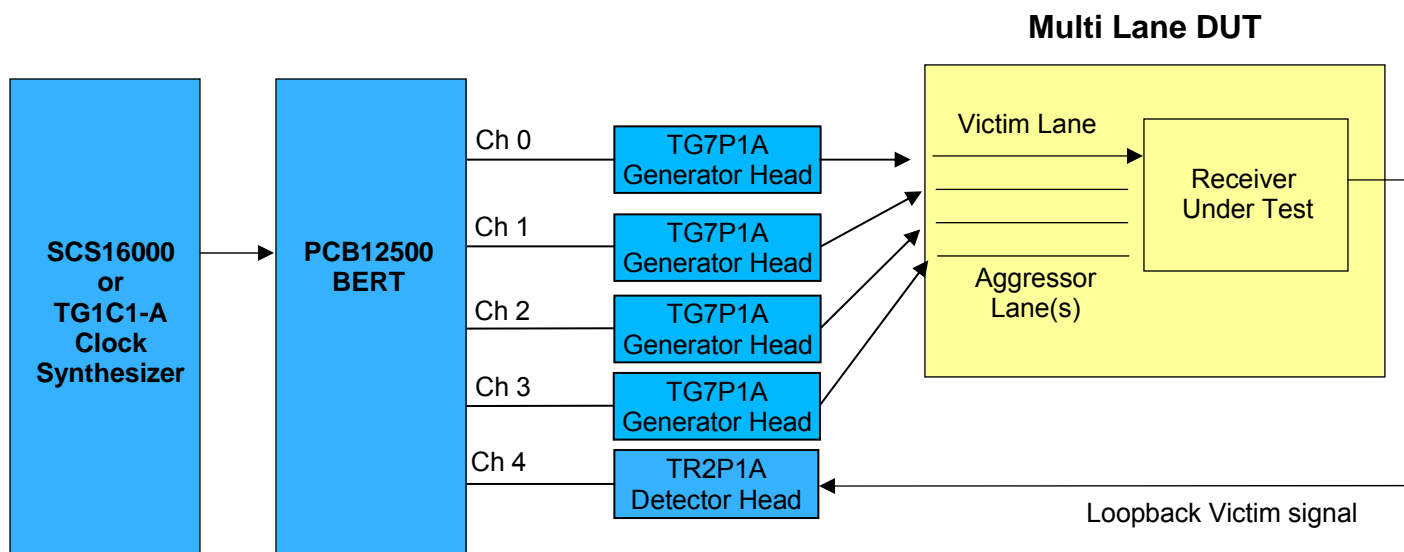 Multi Lane DUT
SCS16000
or
TG1C1-A
Clock
Synthesizer
PCB12500
BERT
Ch 0
TG7P1A
Generator Head
Ch 1
TG7P1A
Generator Head
Ch 2
TG7P1A
Generator Head
Ch 3
TG7P1A
Generator Head
Ch 4
TR2P1A
Detector Head
Victim Lane
Receiver
Under Test
Aggressor
Lane(s)
Loopback Victim signal